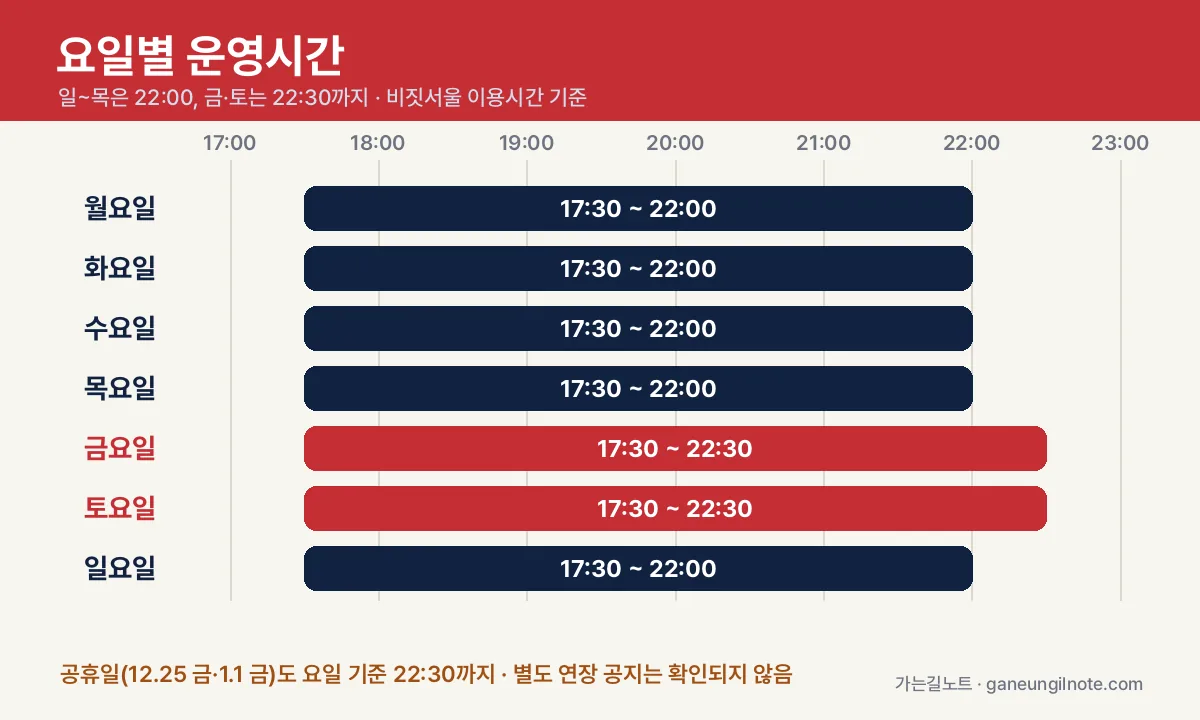 요일별 운영시간
일~목은 22:00, 금·토는 22:30까지 · 비짓서울 이용시간 기준
17:00 18:00 19:00 20:00 21:00 22:00 23:00
월요일 17:30 ~ 22:00
화요일 17:30 ~ 22:00
수요일 17:30 ~ 22:00
목요일 17:30 ~ 22:00
금요일 17:30 ~ 22:30
토요일 17:30 ~ 22:30
일요일 17:30 ~ 22:00
공휴일(12.25 금·1.1 금)도 요일 기준 22:30까지 · 별도 연장 공지는 확인되지 않음
가는길노트 · ganeungilnote.com